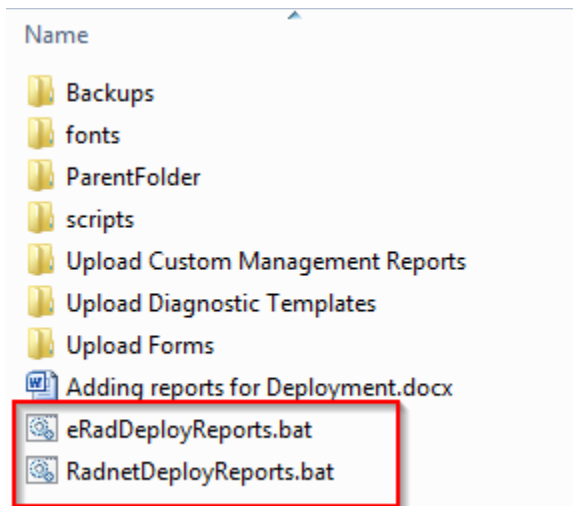 Name
Backups
fonts
ParentFolder
scripts
Upload Custom Management Reports
Upload Diagnostic Templates
Upload Forms
Adding reports for Deployment.docx
eRadDeployReports.bat
RadnetDeployReports.bat